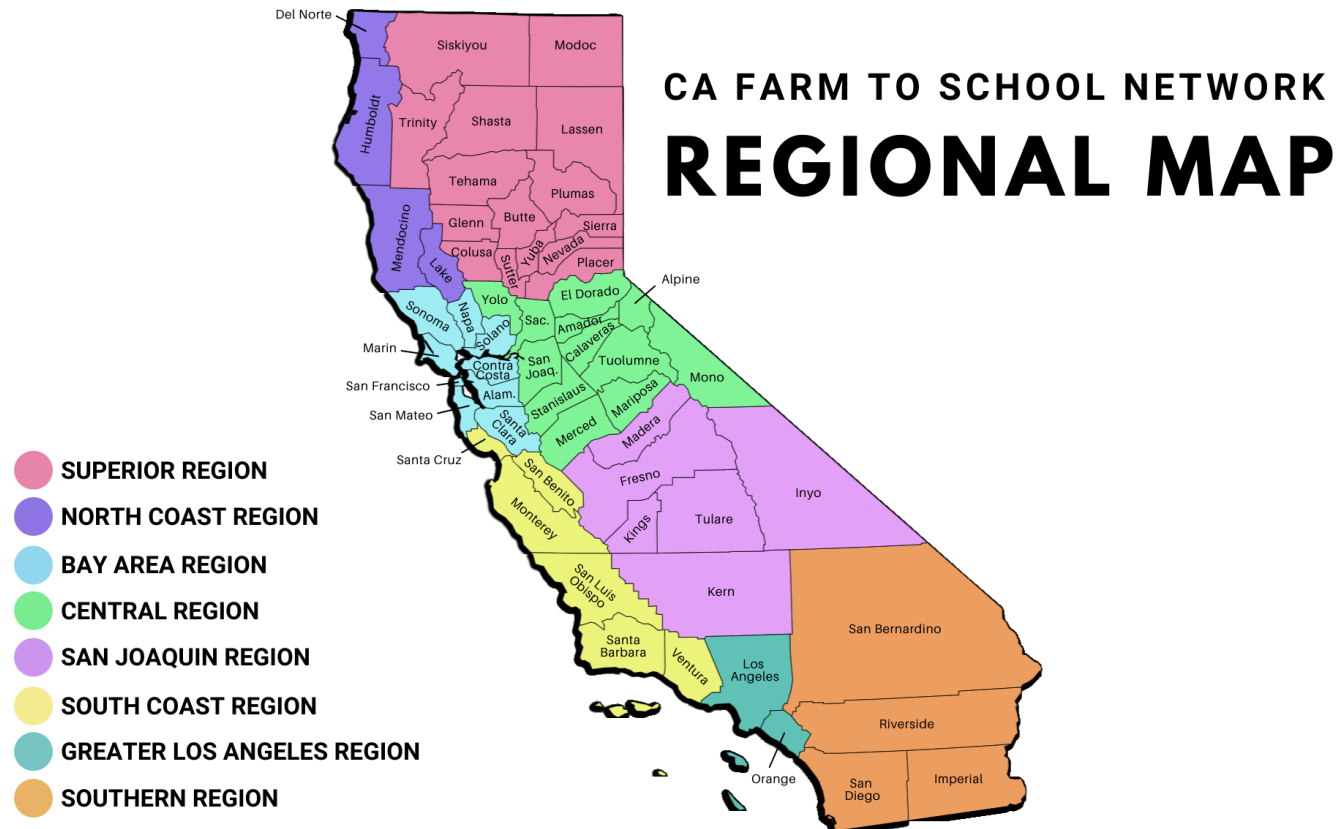 CA FARM TO SCHOOL NETWORK
REGIONAL MAP
Del Norte
Siskiyou
Modoc
Humboldt
Trinity
Shasta
Lassen
Tehama
Plumas
Mendocino
Glenn
Butte
Sierra
Lake
Colusa
Sutter
Yuba
Nevada
Placer
Alpine
Sonoma
Napa
Yolo
El Dorado
Solano
Sac.
Amador
Calaveras
Marin
Contra
Costa
San
Joaq.
Tuolumne
Mono
San Francisco
Alam.
Stanislaus
Mariposa
San Mateo
Santa
Clara
Merced
Madera
Santa Cruz
San Benito
Fresno
Inyo
Monterey
Kings
Tulare
San Luis
Obispo
Kern
San Bernardino
Santa
Barbara
Ventura
Los
Angeles
Riverside
Orange
San
Diego
Imperial
SUPERIOR REGION
NORTH COAST REGION
BAY AREA REGION
CENTRAL REGION
SAN JOAQUIN REGION
SOUTH COAST REGION
GREATER LOS ANGELES REGION
SOUTHERN REGION